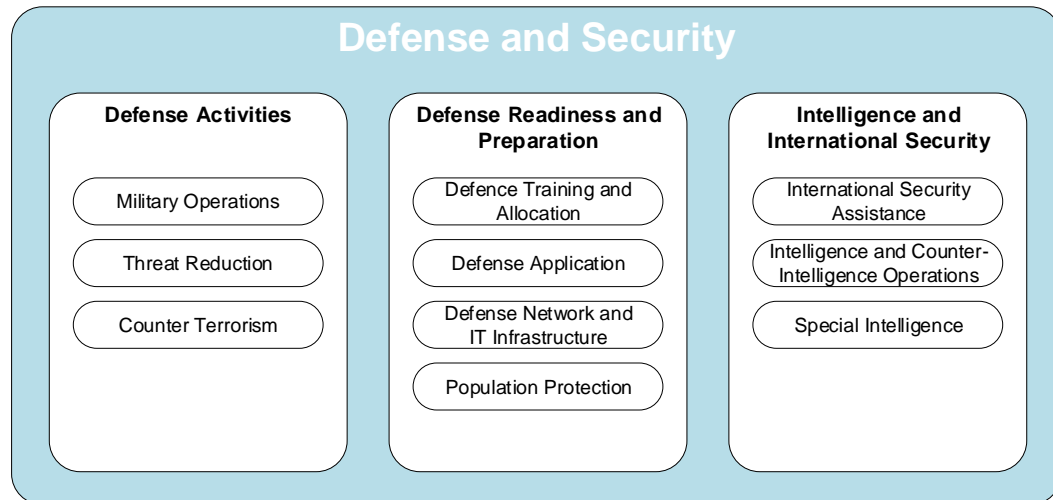 Defense and Security
Defense Activities
Military Operations
Threat Reduction
Counter Terrorism
Defense Readiness and
Preparation
Defence Training and
Allocation
Defense Application
Defense Network and
IT Infrastructure
Population Protection
Intelligence and
International Security
International Security
Assistance
Intelligence and Counter-
Intelligence Operations
Special Intelligence